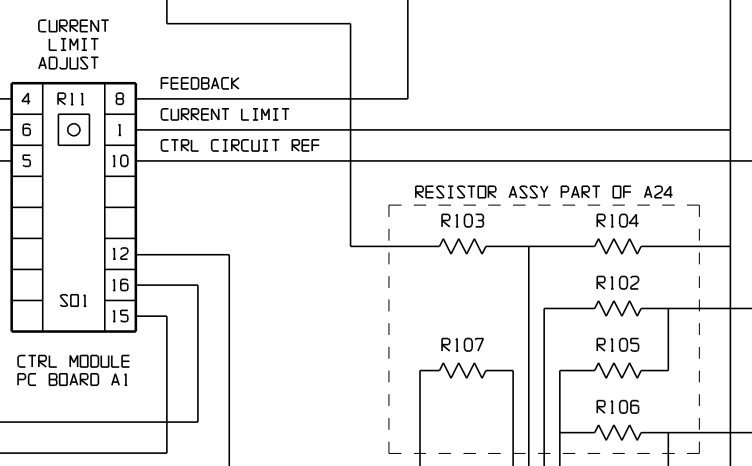 CURRENT
LIMIT
ADJUST
FEEDBACK
4 R11 8
CURRENT LIMIT
6 1
CTRL CIRCUIT REF
5 10
RESISTOR ASSY PART OF A24
R103 R104
12
16
R102
SO1
15
R107 R105
CTRL MODULE
PC BOARD A1
R106